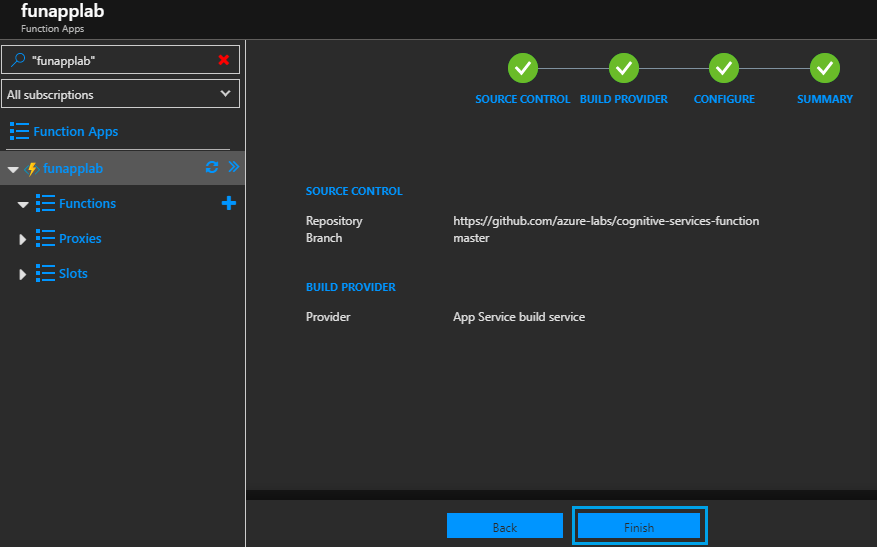 funapplab
Function Apps
"funapplab"
All subscriptions
Function Apps
funapplab
Functions
Proxies
Slots
SOURCE CONTROL BUILD PROVIDER CONFIGURE SUMMARY
SOURCE CONTROL
Repository https://github.com/azure-labs/cognitive-services-function
Branch master
BUILD PROVIDER
Provider App Service build service
Back Finish